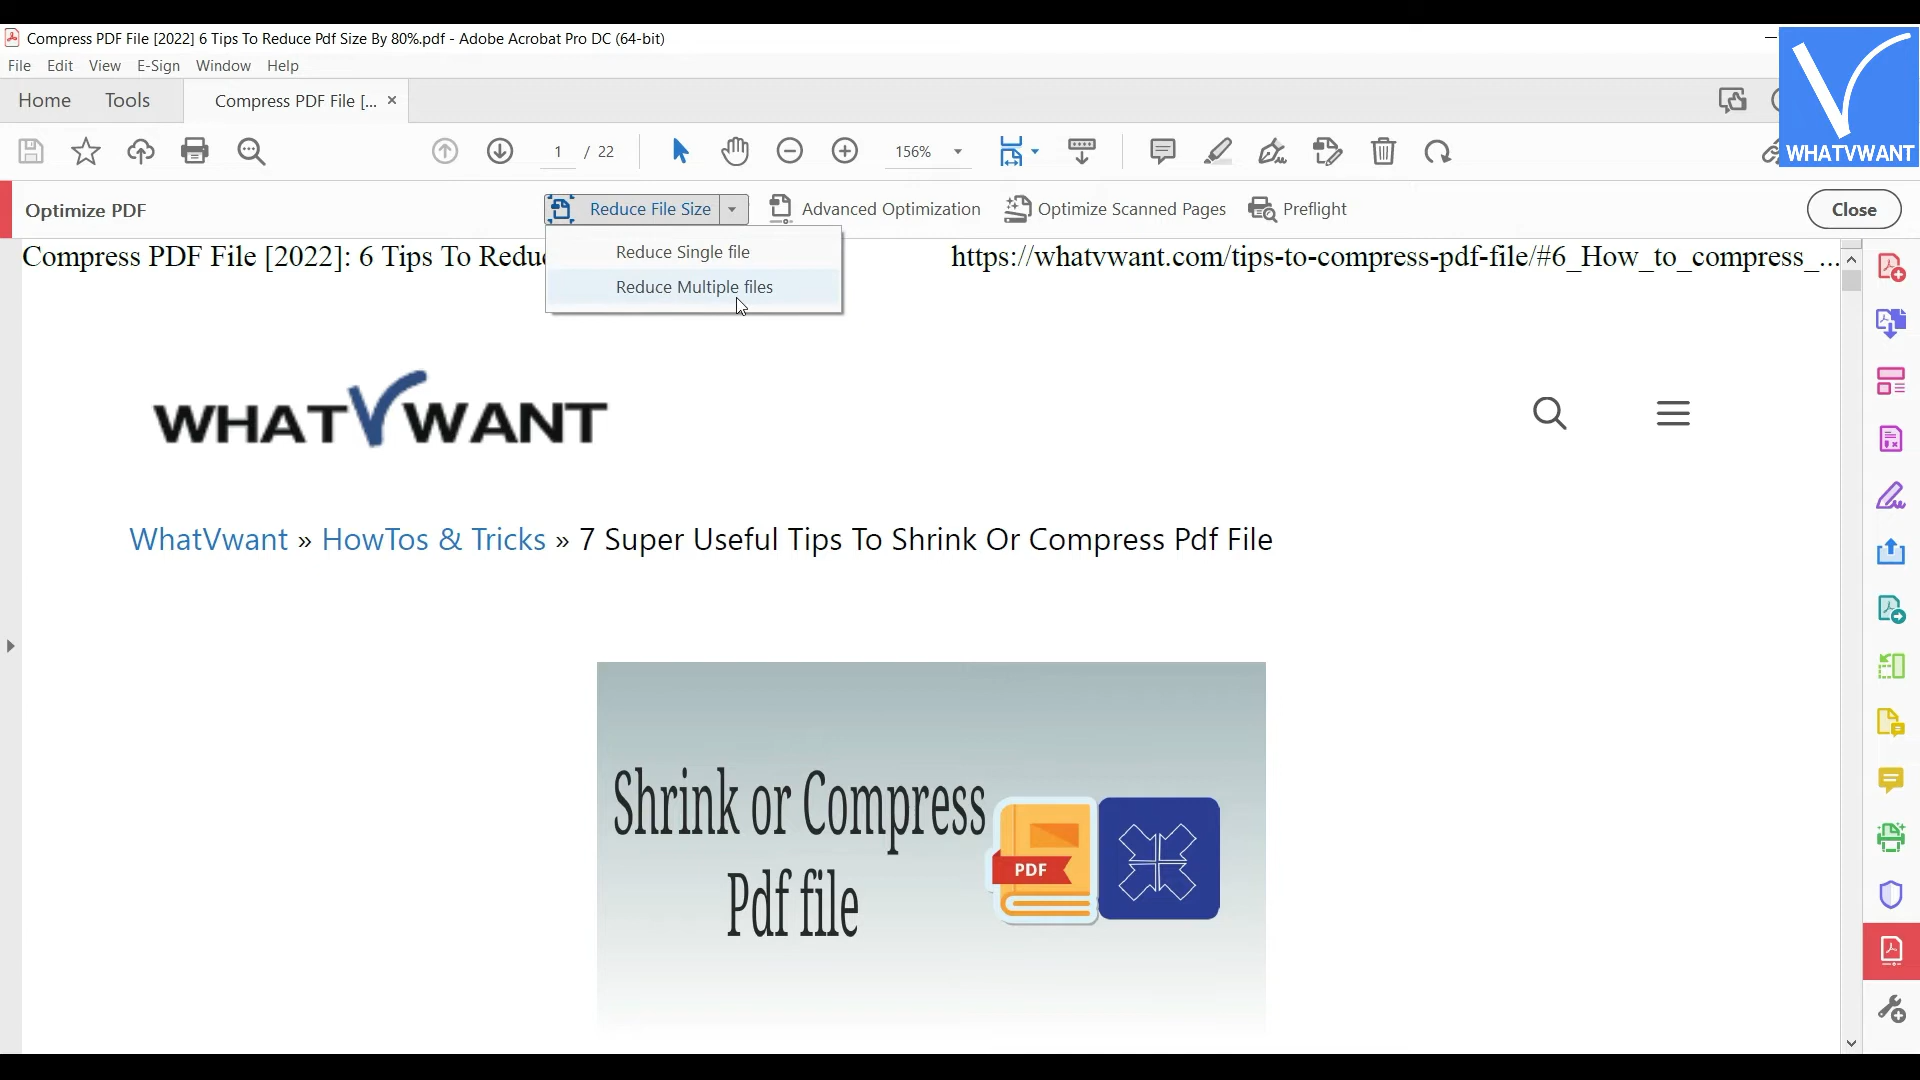 Compress PDF File [2022] 6 Tips To Reduce Pdf Size By 80%.pdf - Adobe Acrobat Pro DC (64-bit)
File Edit View E-Sign Window Help
Home Tools Compress PDF File [... ×
WHATVWANT
1 / 22 156%
Optimize PDF Reduce File Size Advanced Optimization Optimize Scanned Pages Preflight Close
Compress PDF File [2022]: 6 Tips To Redu https://whatvwant.com/tips-to-compress-pdf-file/#6_How_to_compress_...
Reduce Single file
Reduce Multiple files
WHATVWANT
WhatVwant » HowTos & Tricks » 7 Super Useful Tips To Shrink Or Compress Pdf File
Shrink or Compress
Pdf file
PDF